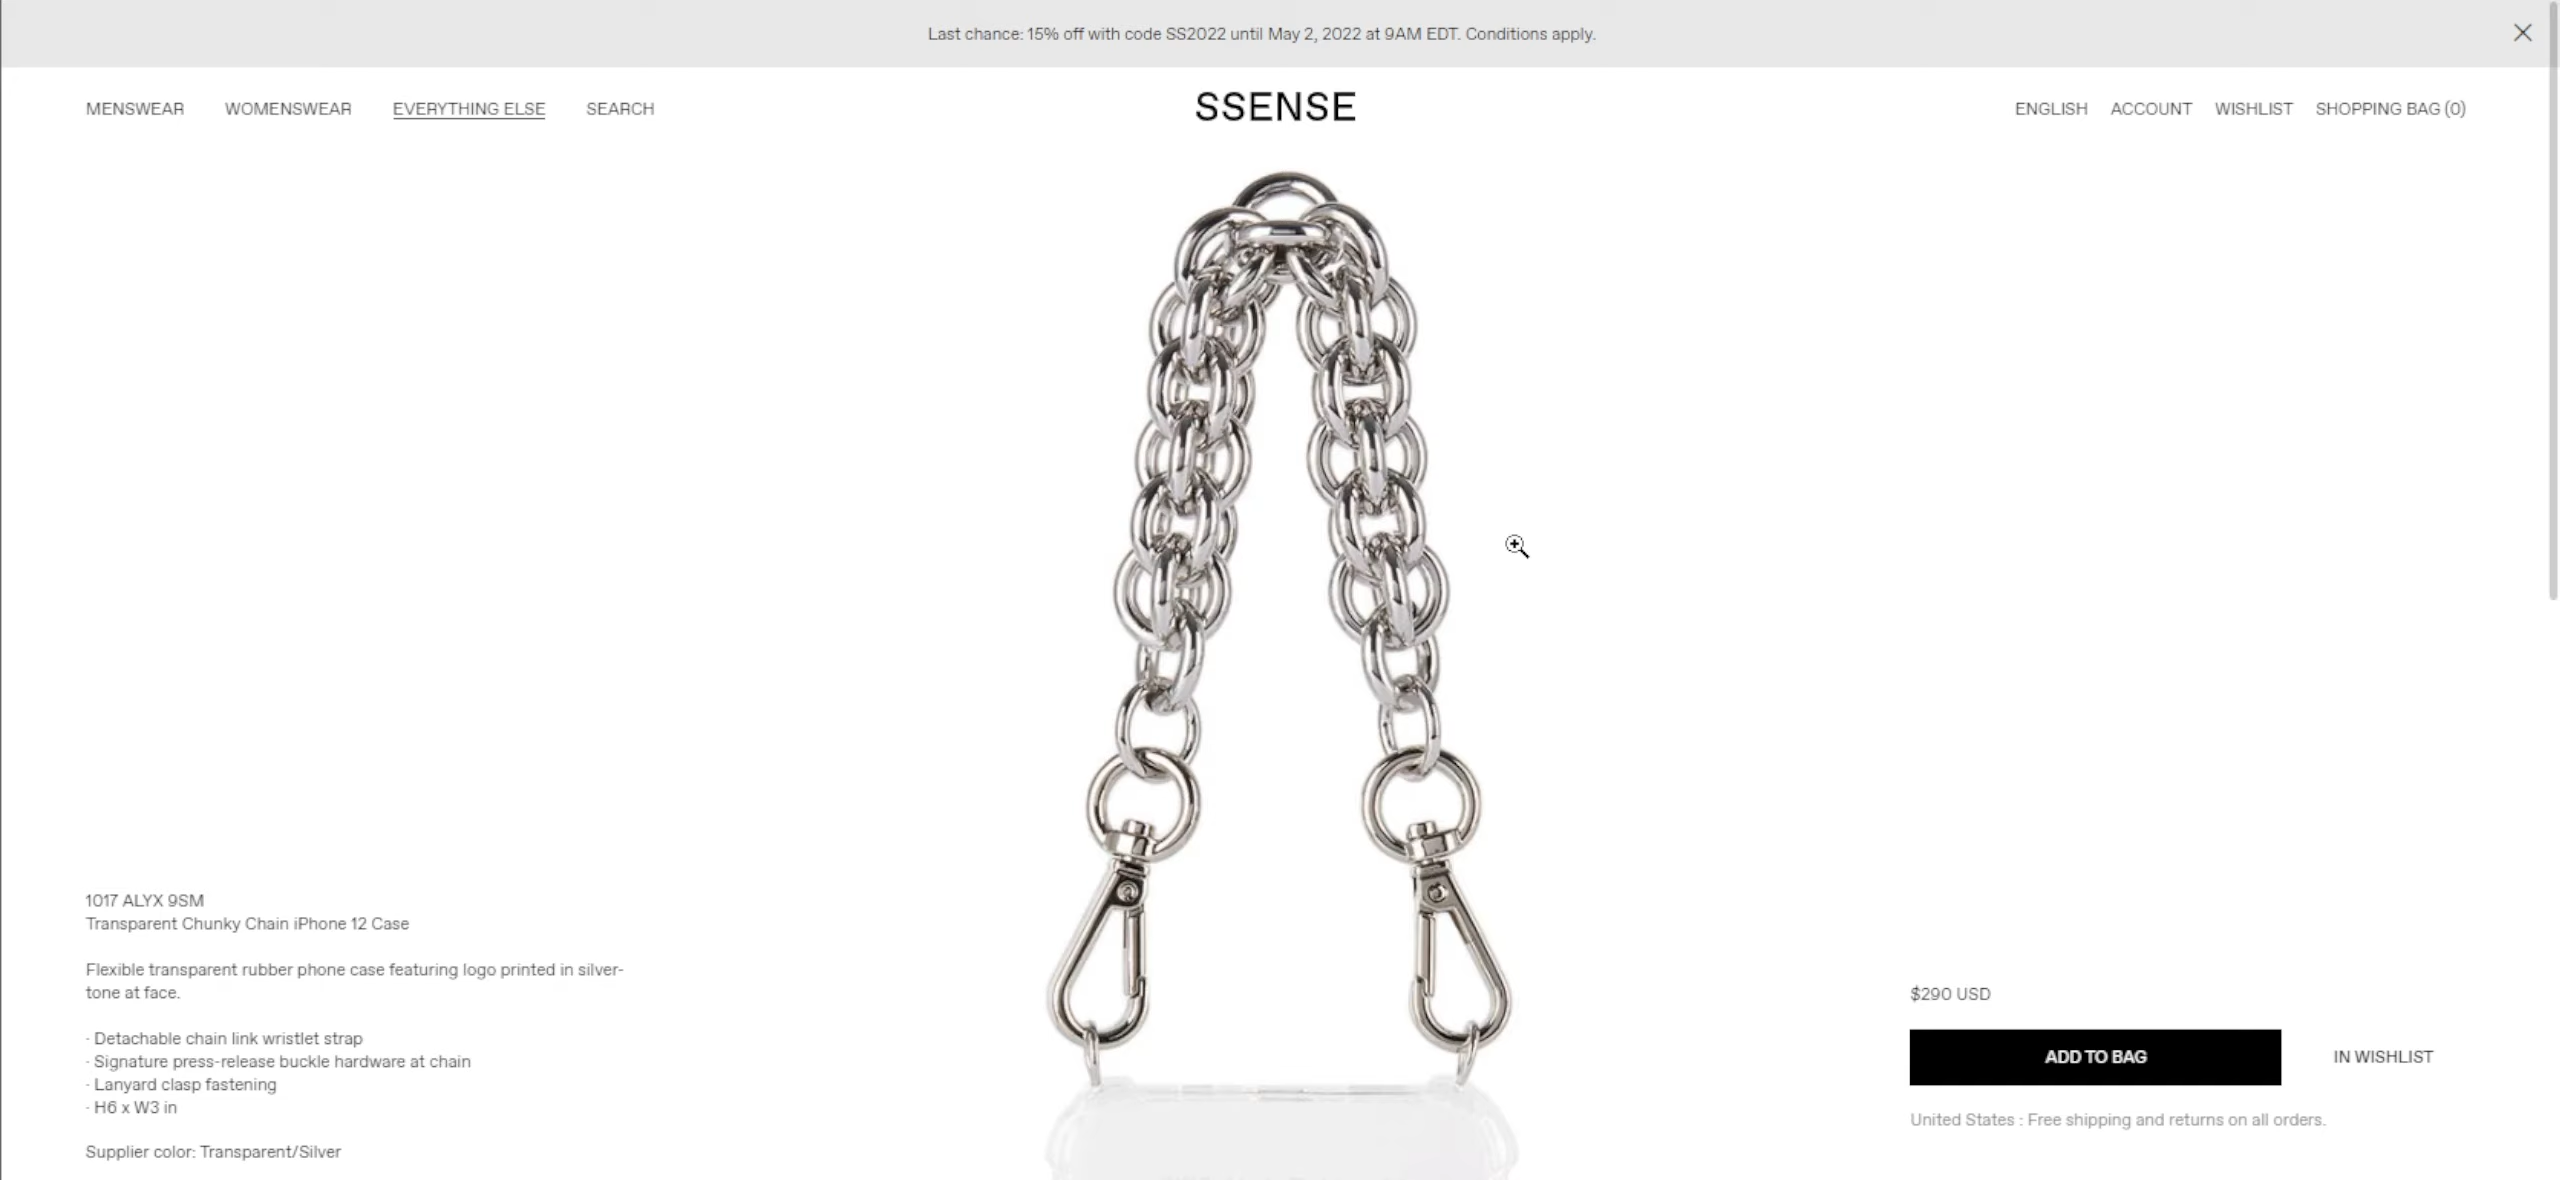 Last chance: 15% off with code SS2022 until May 2, 2022 at 9AM EDT. Conditions apply.
MENSWEAR WOMENSWEAR EVERYTHING ELSE SEARCH SSENSE ENGLISH ACCOUNT WISHLIST SHOPPING BAG (0)
1017 ALYX 9SM
Transparent Chunky Chain iPhone 12 Case
Flexible transparent rubber phone case featuring logo printed in silver-
tone at face.
· Detachable chain link wristlet strap
· Signature press-release buckle hardware at chain
· Lanyard clasp fastening
· H6 x W3 in
Supplier color: Transparent/Silver
$290 USD
ADD TO BAG IN WISHLIST
United States : Free shipping and returns on all orders.